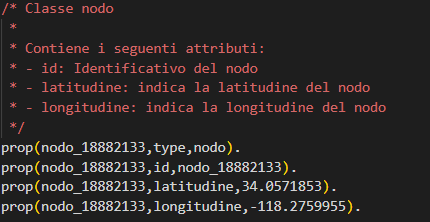 /* Classe nodo
*
* Contiene i seguenti attributi:
* - id: Identificativo del nodo
* - latitudine: indica la latitudine del nodo
* - longitudine: indica la longitudine del nodo
*/
prop(nodo_18882133,type,nodo).
prop(nodo_18882133,id,nodo_18882133).
prop(nodo_18882133,latitudine,34.0571853).
prop(nodo_18882133,longitudine,-118.2759955).